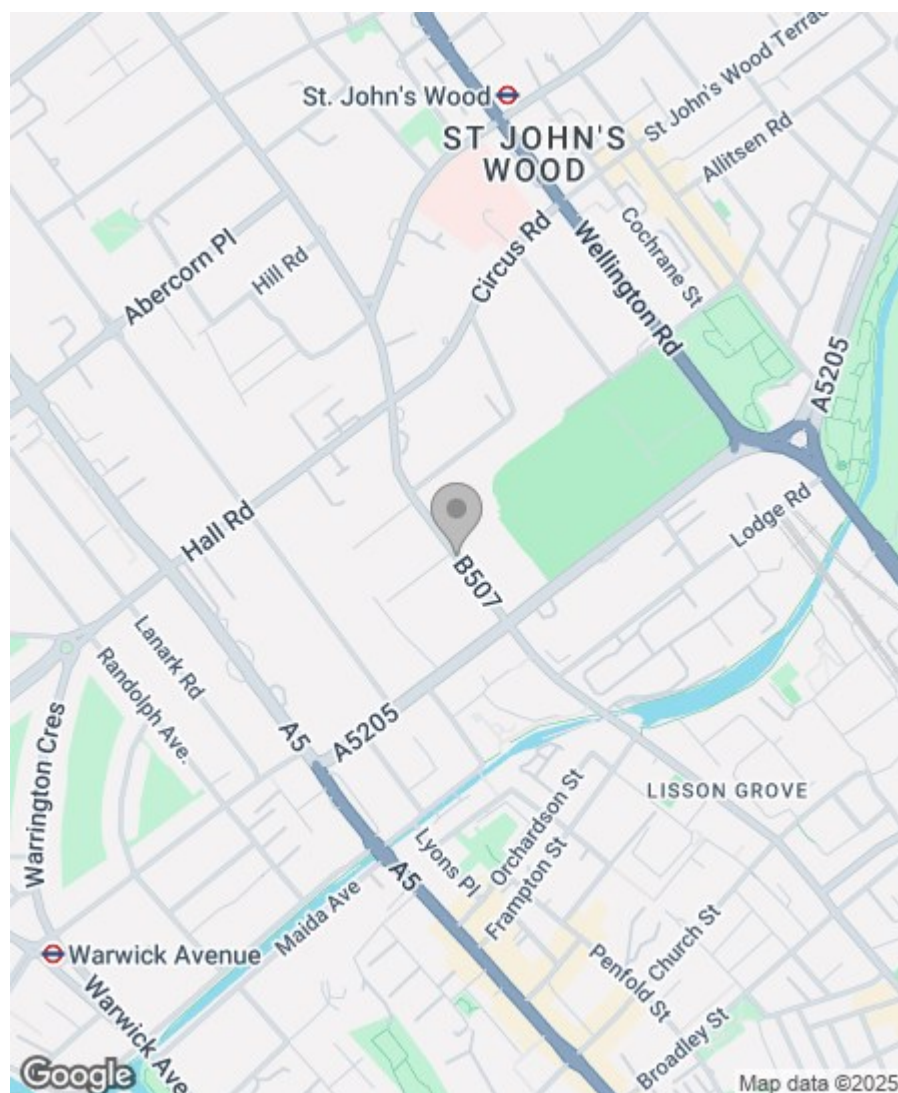 St John's Wood Terrac
St. John's Wood
ST JOHN'S
WOOD
Allitsen Rd
Cochrane St
Circus Rd
Abercorn Pl
Hill Rd
Wellington Rd
A5205
Lodge Rd
Hall Rd
B507
Lanark Rd
Randolph Ave.
A5
A5205
Warrington Cres
LISSON GROVE
Orchardson St
Lyons Pl
Frampton St
A5
Maida Ave
Church St
Penfold St
Warwick Avenue
Warwick Ave
Broadley St
Google
Map data ©2025